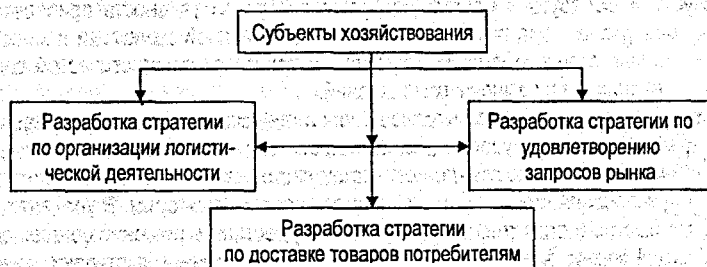 Субъекты хозяйствования
Разработка стратегии
по организации логисти-
ческой деятельности
Разработка стратегии по
удовлетворению
запросов рынка
Разработка стратегии
по доставке товаров потребителям